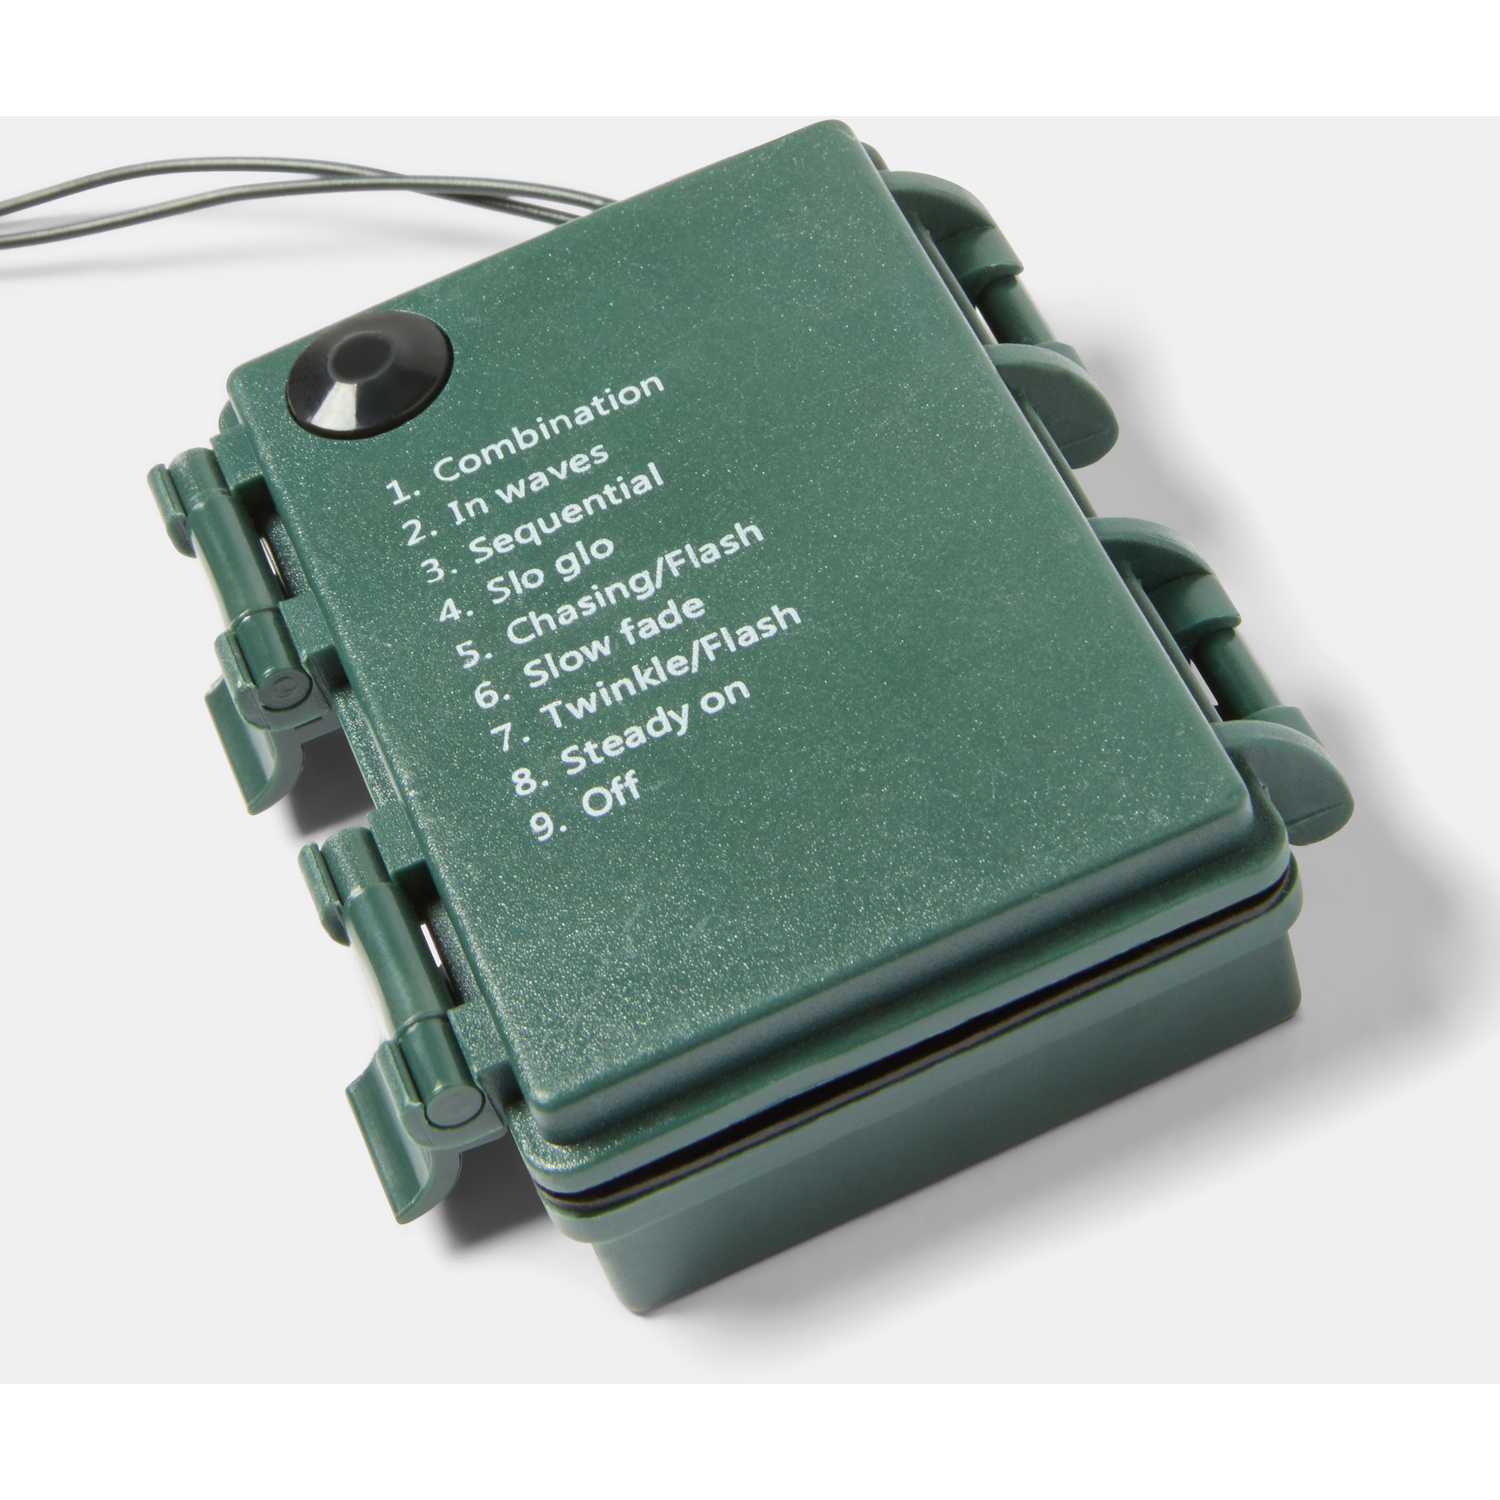 1. Combination
2. In waves
3. Sequential
4. Slo glo
5. Chasing/Flash
6. Slow fade
7. Twinkle/Flash
8. Steady on
9. Off